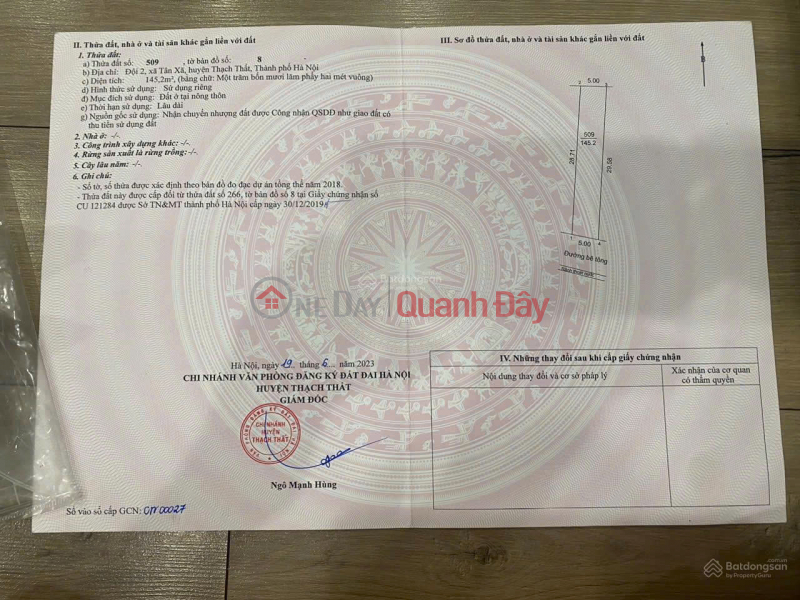 II. Thửa đất, nhà ở và tài sản khác gắn liền với đất
1. Thửa đất:
a) Thửa đất số: 509 , tờ bản đồ số: 8
b) Địa chỉ: Đội 2, xã Tân Xã, huyện Thạch Thất, Thành phố Hà Nội
c) Diện tích: 145,2m², (bằng chữ: Một trăm bốn mươi lăm phẩy hai mét vuông)
d) Hình thức sử dụng: Sử dụng riêng
đ) Mục đích sử dụng: Đất ở tại nông thôn
e) Thời hạn sử dụng: Lâu dài
g) Nguồn gốc sử dụng: Nhận chuyển nhượng đất được Công nhận QSDĐ như giao đất có
thu tiền sử dụng đất
2. Nhà ở: -/-
3. Công trình xây dựng khác: -/-
4. Rừng sản xuất là rừng trồng: -/-
5. Cây lâu năm: -/-
6. Ghi chú:
- Số tờ, số thửa được xác định theo bản đồ đo đạc dự án tổng thể năm 2018.
- Thửa đất này được cấp đổi từ thửa đất số 266, tờ bản đồ số 8 tại Giấy chứng nhận số
CU 121284 được Sở TN&MT thành phố Hà Nội cấp ngày 30/12/2019
Hà Nội, ngày 19 tháng 6 năm 2023
CHI NHÁNH VĂN PHÒNG ĐĂNG KÝ ĐẤT ĐAI HÀ NỘI
HUYỆN THẠCH THẤT
GIÁM ĐỐC
CHI NHÁNH
HUYỆN
THẠCH THẤT
Ngô Mạnh Hùng
Số vào sổ cấp GCN:
III. Sơ đồ thửa đất, nhà ở và tài sản khác gắn liền với đất
B
5.00
509
145.2
28.71
29.58
5.00
Đường bê tông
IV. Những thay đổi sau khi cấp giấy chứng nhận
Nội dung thay đổi và cơ sở pháp lý
Xác nhận của cơ quan
có thẩm quyền
Batdongsan
ONEDAY Quanh Đây
Batdongsan
.com.vn
by PropertyGuru